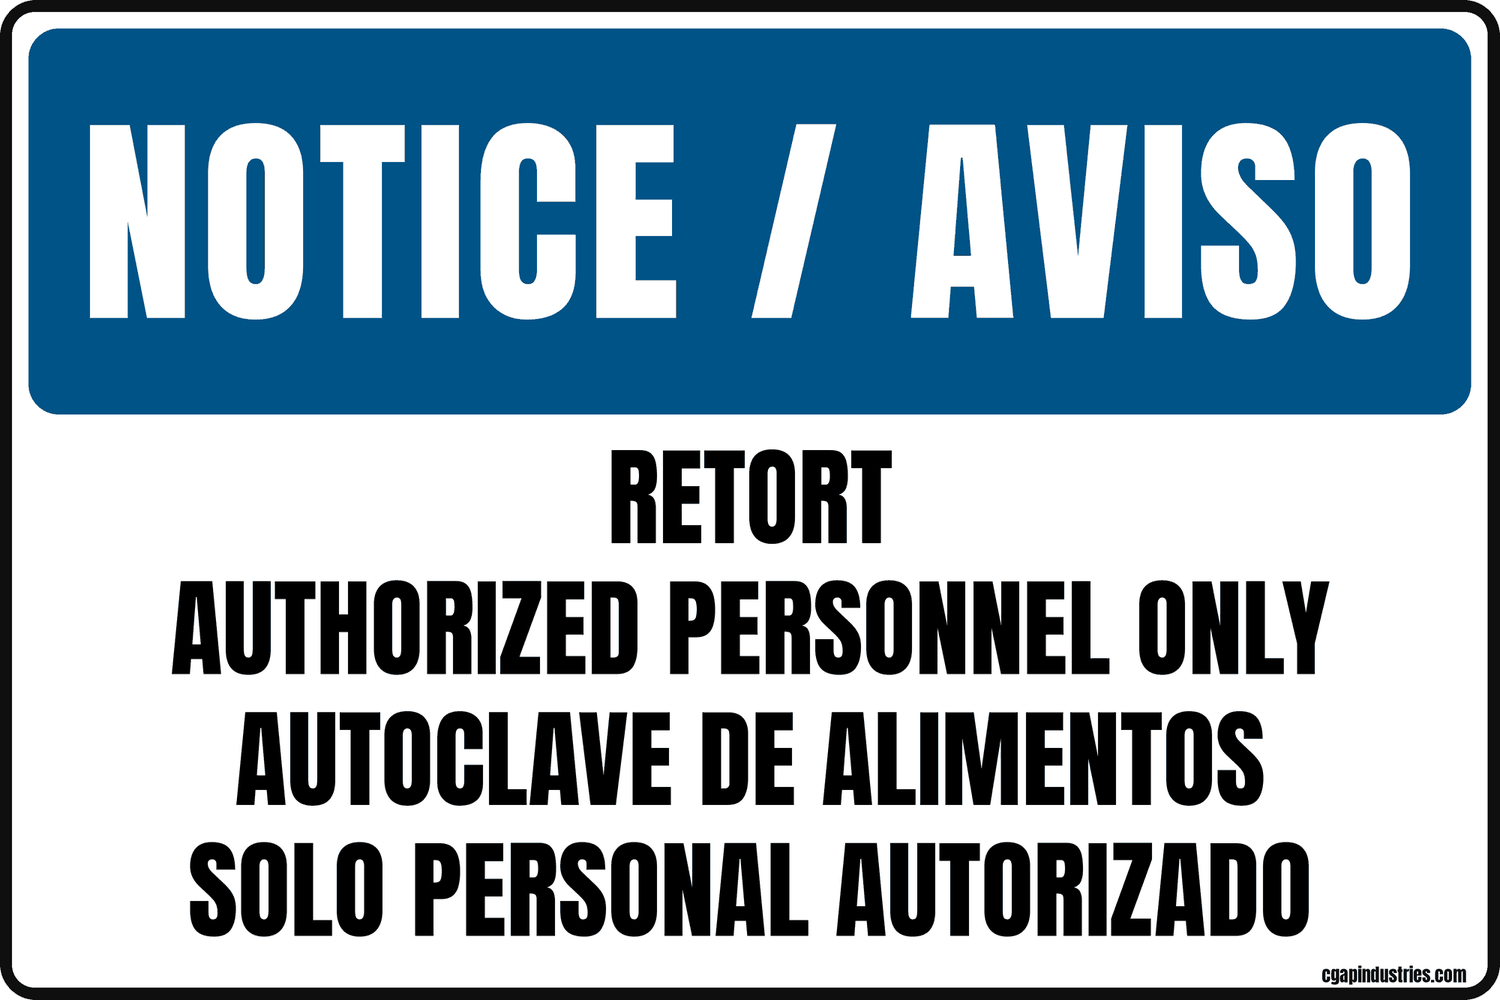 NOTICE / AVISO
RETORT
AUTHORIZED PERSONNEL ONLY
AUTOCLAVE DE ALIMENTOS
SOLO PERSONAL AUTORIZADO
cgapindustries.com